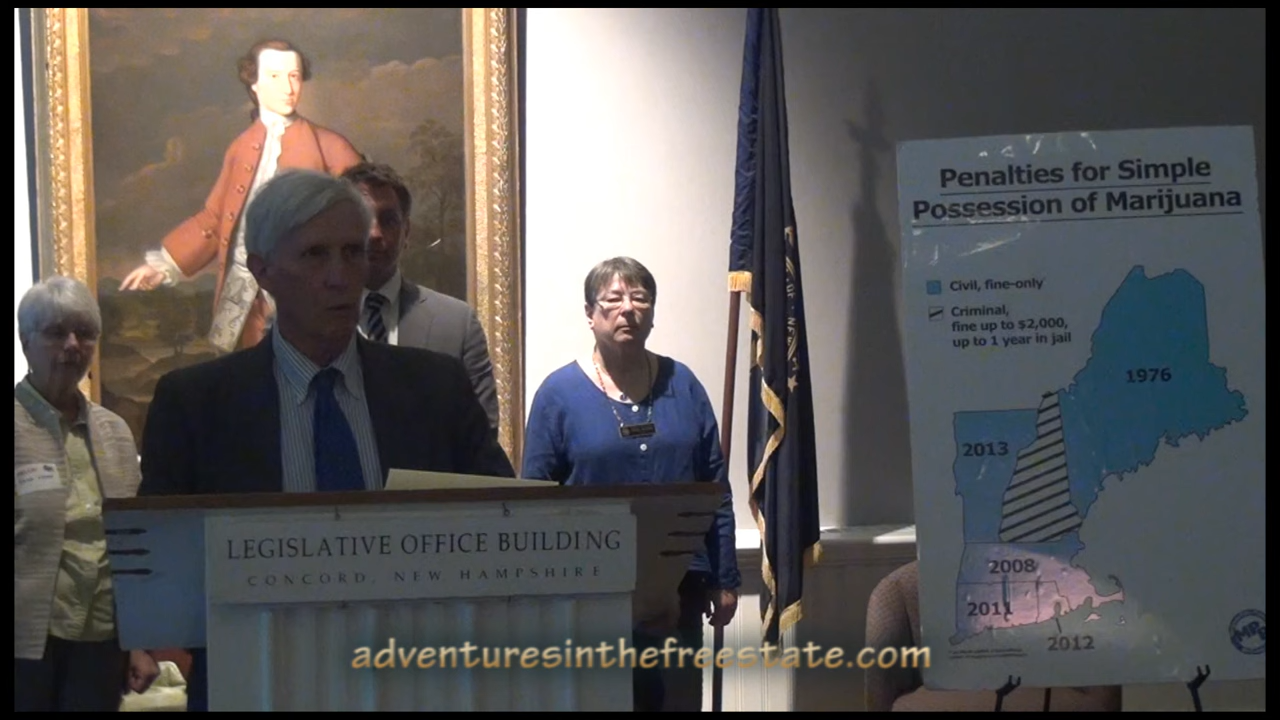 Penalties for Simple
Possession of Marijuana
Civil, fine-only
Criminal,
fine up to $2,000,
up to 1 year in jail
1976
2013
2008
2011
2012
LEGISLATIVE OFFICE BUILDING
CONCORD, NEW HAMPSHIRE
adventuresinthefreestate.com